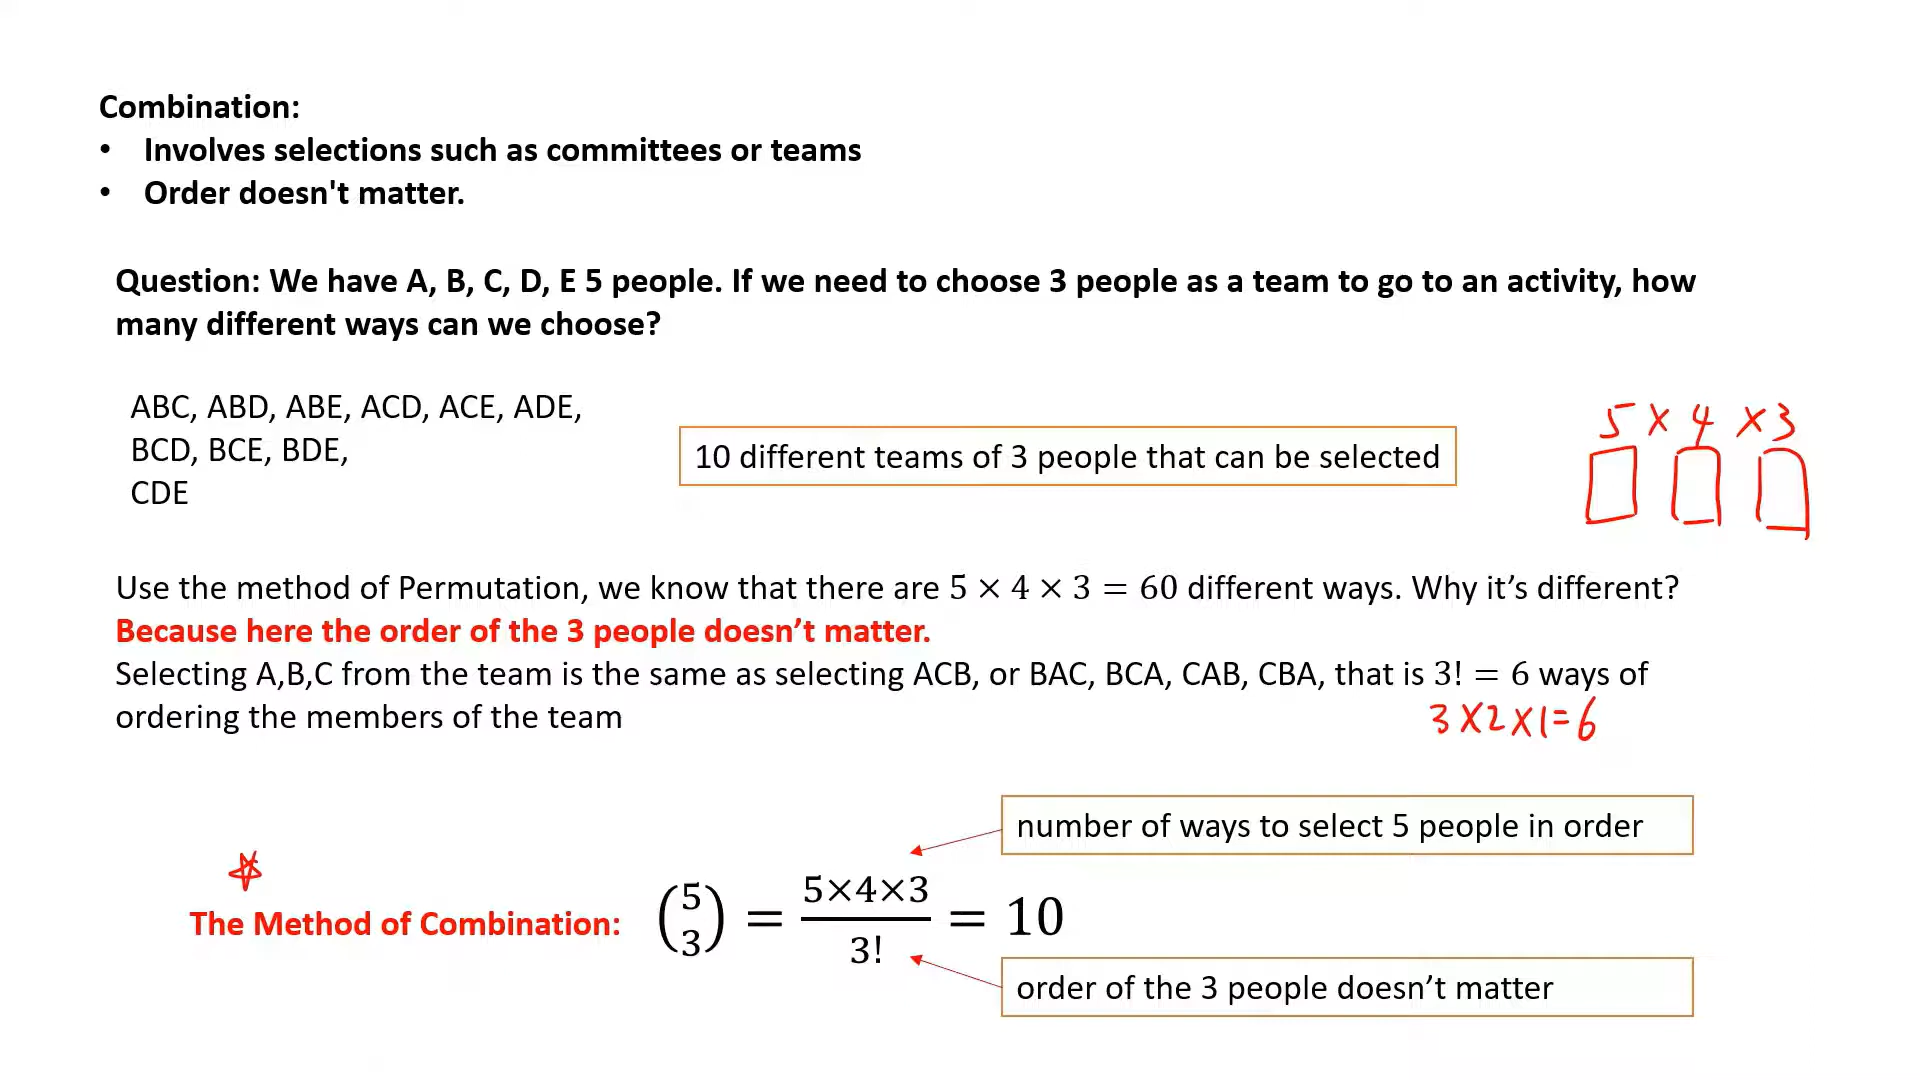 Combination:
• Involves selections such as committees or teams
• Order doesn't matter.
Question: We have A, B, C, D, E 5 people. If we need to choose 3 people as a team to go to an activity, how
many different ways can we choose?
ABC, ABD, ABE, ACD, ACE, ADE,
BCD, BCE, BDE,
CDE
10 different teams of 3 people that can be selected
5 × 4 × 3
Use the method of Permutation, we know that there are 5 × 4 × 3 = 60 different ways. Why it’s different?
Because here the order of the 3 people doesn’t matter.
Selecting A,B,C from the team is the same as selecting ACB, or BAC, BCA, CAB, CBA, that is 3! = 6 ways of
ordering the members of the team
3×2×1=6
number of ways to select 5 people in order
The Method of Combination: (5 3) = 5×4×3 / 3! = 10
order of the 3 people doesn’t matter